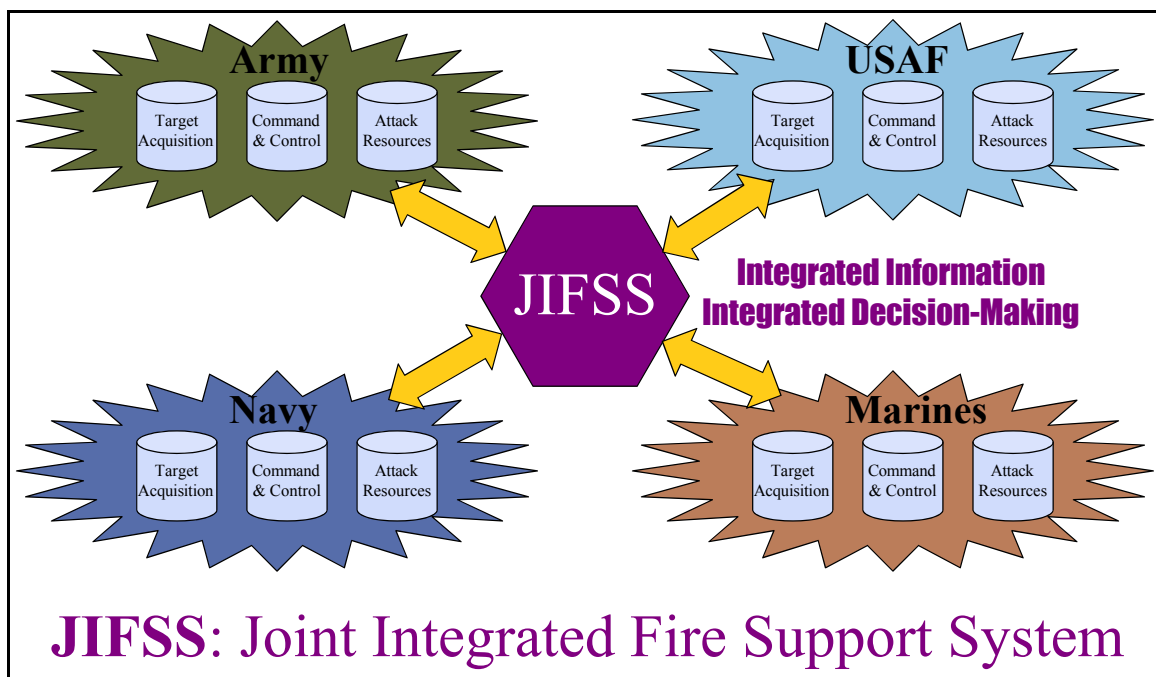 Army
Target
Acquisition
Command
& Control
Attack
Resources
USAF
Target
Acquisition
Command
& Control
Attack
Resources
JIFSS
Integrated Information
Integrated Decision-Making
Navy
Target
Acquisition
Command
& Control
Attack
Resources
Marines
Target
Acquisition
Command
& Control
Attack
Resources
JIFSS: Joint Integrated Fire Support System